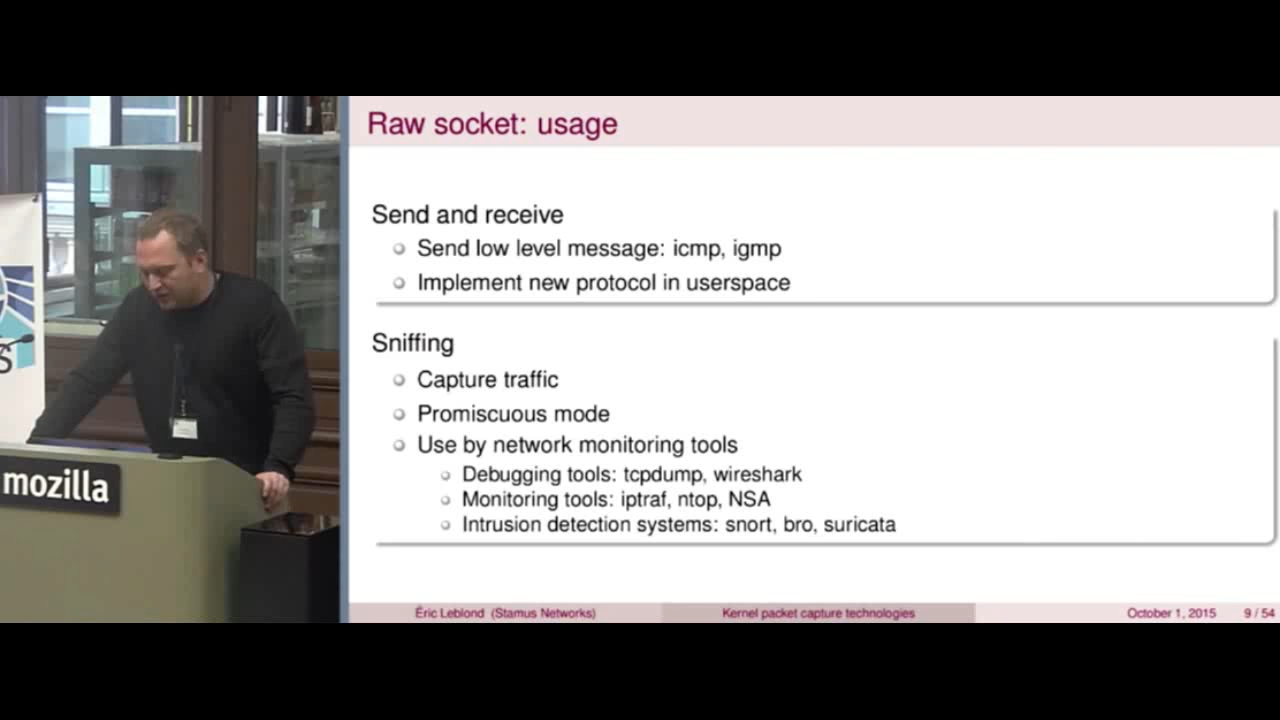 Raw socket: usage
Send and receive
Send low level message: icmp, igmp
Implement new protocol in userspace
Sniffing
Capture traffic
Promiscuous mode
Use by network monitoring tools
Debugging tools: tcpdump, wireshark
Monitoring tools: iptraf, ntop, NSA
Intrusion detection systems: snort, bro, suricata
Éric Leblond (Stamus Networks)
Kernel packet capture technologies
October 1, 2015
9 / 54
mozilla
S